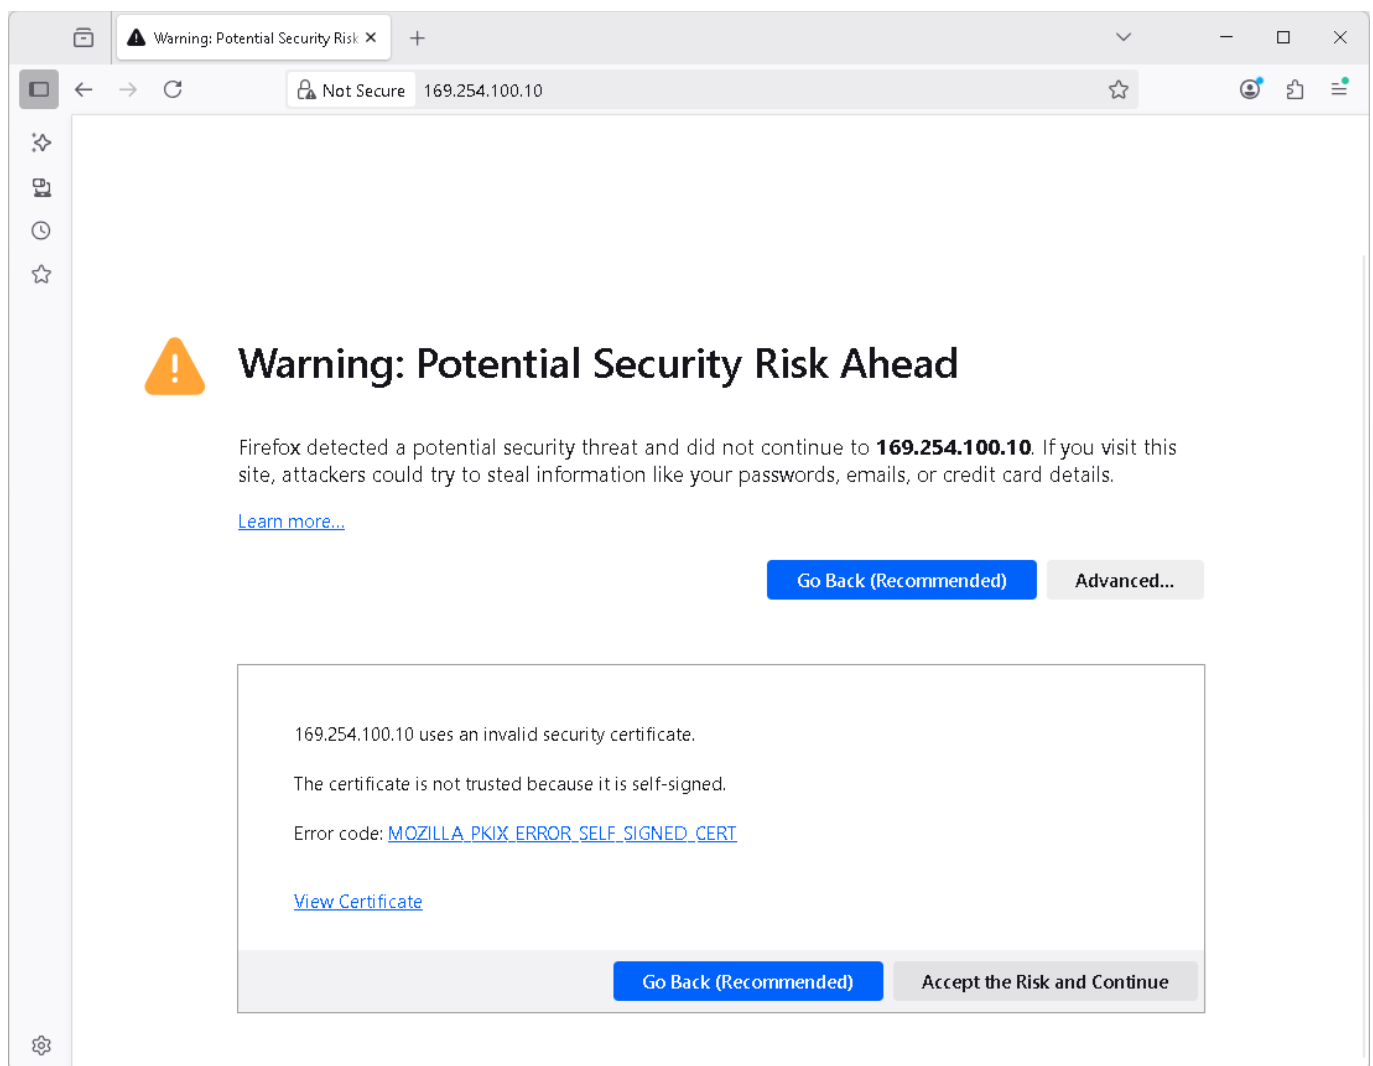 Warning: Potential Security Risk
Not Secure 169.254.100.10
Warning: Potential Security Risk Ahead
Firefox detected a potential security threat and did not continue to 169.254.100.10. If you visit this
site, attackers could try to steal information like your passwords, emails, or credit card details.
Learn more...
Go Back (Recommended) Advanced...
169.254.100.10 uses an invalid security certificate.
The certificate is not trusted because it is self-signed.
Error code: MOZILLA_PKIX_ERROR_SELF_SIGNED_CERT
View Certificate
Go Back (Recommended) Accept the Risk and Continue